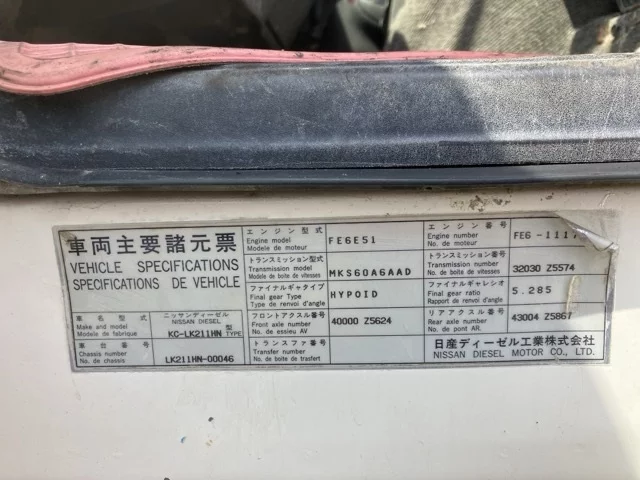 車両主要諸元票
VEHICLE SPECIFICATIONS
SPECIFICATIONS DE VEHICLE
車名型式
Make and model
Modèle de fabrique
ニッサンディーゼル
NISSAN DIESEL
KC-LK211HN 型 TYPE
車台番号
Chassis number
No. de chassis
LK211HN-00046
エンジン型式
Engine model
Modele de moteur
FE6E51
トランスミッション型式
Transmission model
Modele de boite de vitesses
MKS60A6AAD
ファイナルギヤタイプ
Final gear Type
Type de renvoi d'angle
HYPOID
フロントアクスル番号
Front axle number
No. de essieu AV
40000 Z5624
トランスファ番号
Transfer number
No. de boite de trasfert
エンジン番号
Engine number
No. de moteur
FE6 -1117
トランスミッション番号
Transmission number
No. de boite de vitesses
32030 Z5574
ファイナルギヤレシオ
Final gear ratio
Rapport de renvoi d'angle
5.285
リアアクスル番号
Rear axle number
No. de pont AR.
43004 Z5867
日産ディーゼル工業株式会社
NISSAN DIESEL MOTOR CO., LTD.